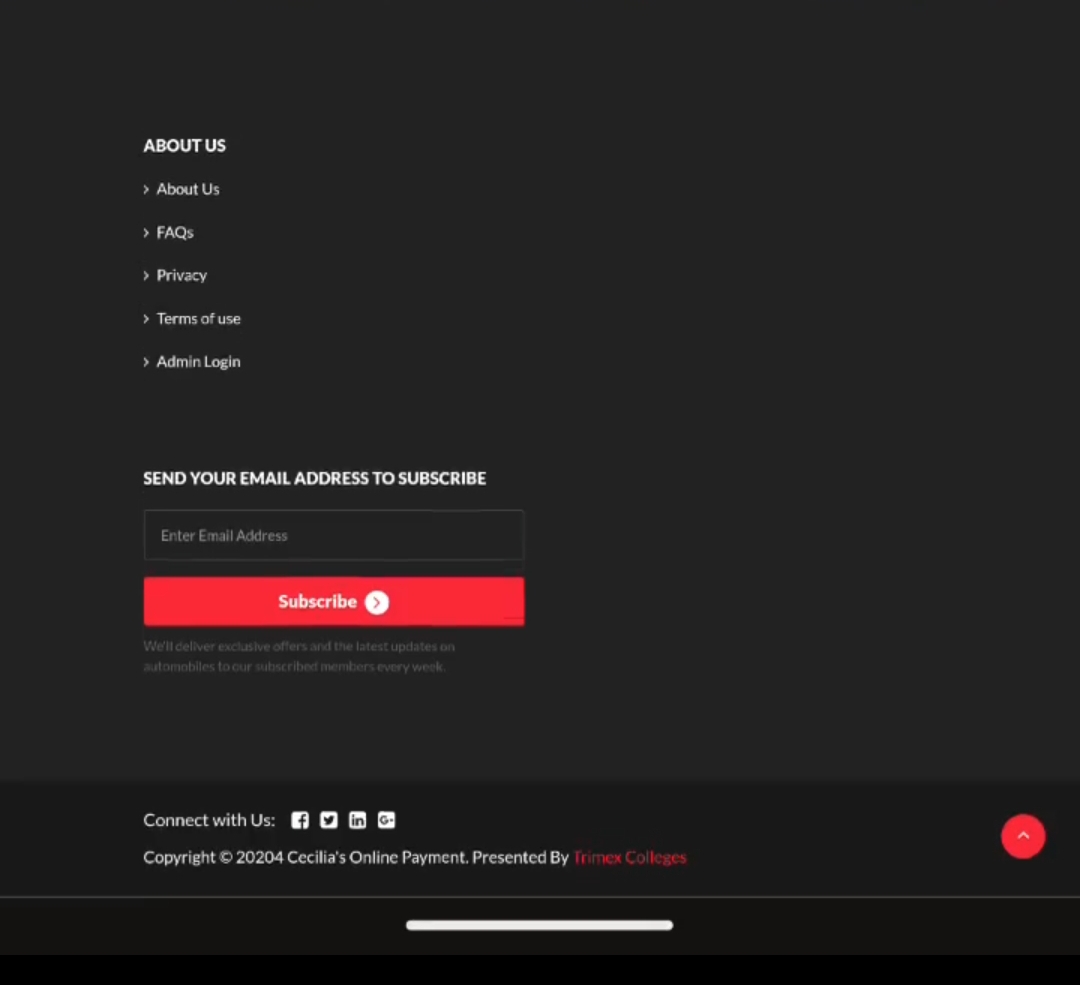 ABOUT US
About Us
FAQs
Privacy
Terms of use
Admin Login
SEND YOUR EMAIL ADDRESS TO SUBSCRIBE
Enter Email Address
Subscribe
We'll deliver exclusive offers and the latest updates on
automobiles to our subscribed members every week.
Connect with Us:
Copyright © 20204 Cecilia's Online Payment. Presented By Trimex Colleges